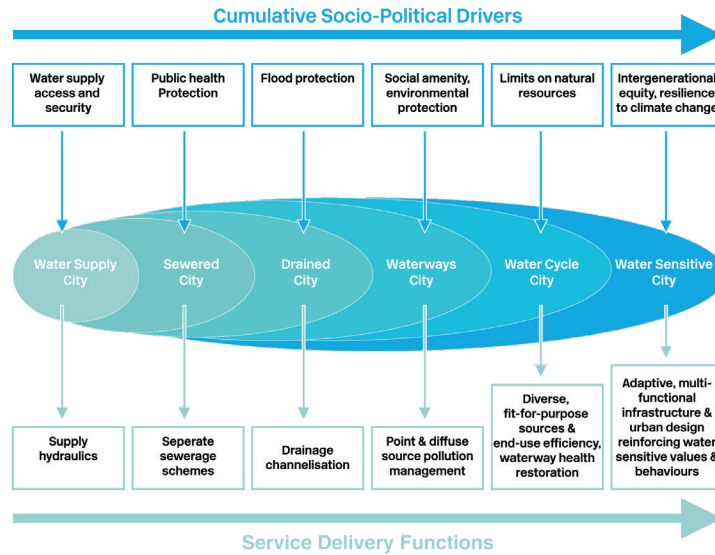 Cumulative Socio-Political Drivers
Water supply
access and
security
Public health
Protection
Flood protection
Social amenity,
environmental
protection
Limits on natural
resources
Intergenerational
equity, resilience
to climate change
Water Supply
City
Sewered
City
Drained
City
Waterways
City
Water Cycle
City
Water Sensitive
City
Supply
hydraulics
Seperate
sewerage
schemes
Drainage
channelisation
Point & diffuse
source pollution
management
Diverse,
fit-for-purpose
sources &
end-use efficiency,
waterway health
restoration
Adaptive, multi-
functional
infrastructure &
urban design
reinforcing water
sensitive values &
behaviours
Service Delivery Functions